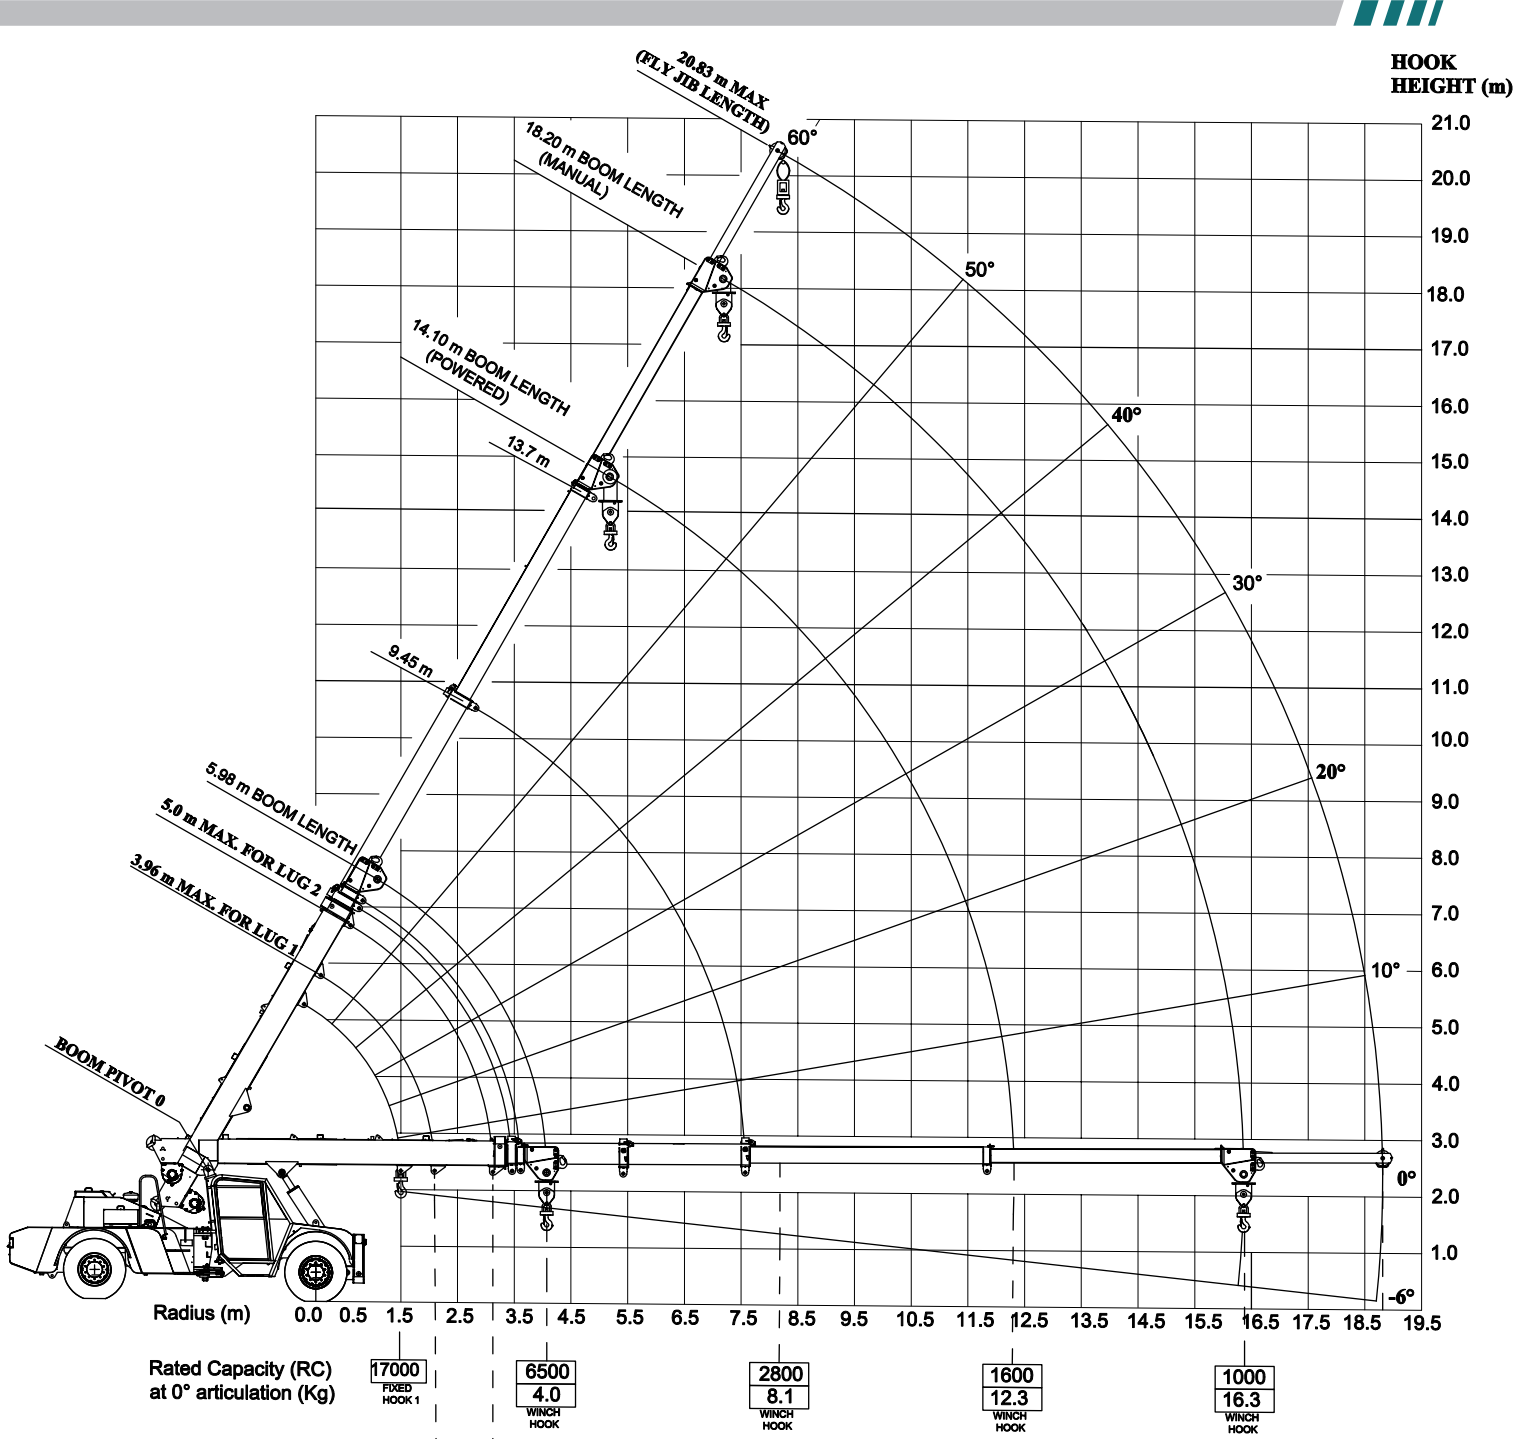 HOOK
HEIGHT (m)
20.83 m MAX
(FLY JIB LENGTH)
60°
21.0
18.20 m BOOM LENGTH
(MANUAL)
20.0
19.0
50°
18.0
14.10 m BOOM LENGTH
(POWERED)
17.0
40°
16.0
13.7 m
15.0
14.0
30°
13.0
12.0
9.45 m
11.0
10.0
20°
5.98 m BOOM LENGTH
9.0
5.0 m MAX. FOR LUG 2
8.0
3.96 m MAX. FOR LUG 1
7.0
10°
6.0
5.0
BOOM PIVOT 0
4.0
3.0
0°
2.0
1.0
-6°
Radius (m) 0.0 0.5 1.5 2.5 3.5 4.5 5.5 6.5 7.5 8.5 9.5 10.5 11.5 12.5 13.5 14.5 15.5 16.5 17.5 18.5 19.5
Rated Capacity (RC)
at 0° articulation (Kg)
17000
FIXED
HOOK 1
6500
4.0
WINCH
HOOK
2800
8.1
WINCH
HOOK
1600
12.3
WINCH
HOOK
1000
16.3
WINCH
HOOK